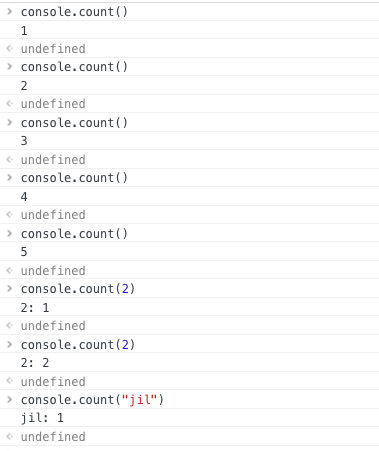 console.count()
1
undefined
console.count()
2
undefined
console.count()
3
undefined
console.count()
4
undefined
console.count()
5
undefined
console.count(2)
2: 1
undefined
console.count(2)
2: 2
undefined
console.count("jil")
jil: 1
undefined